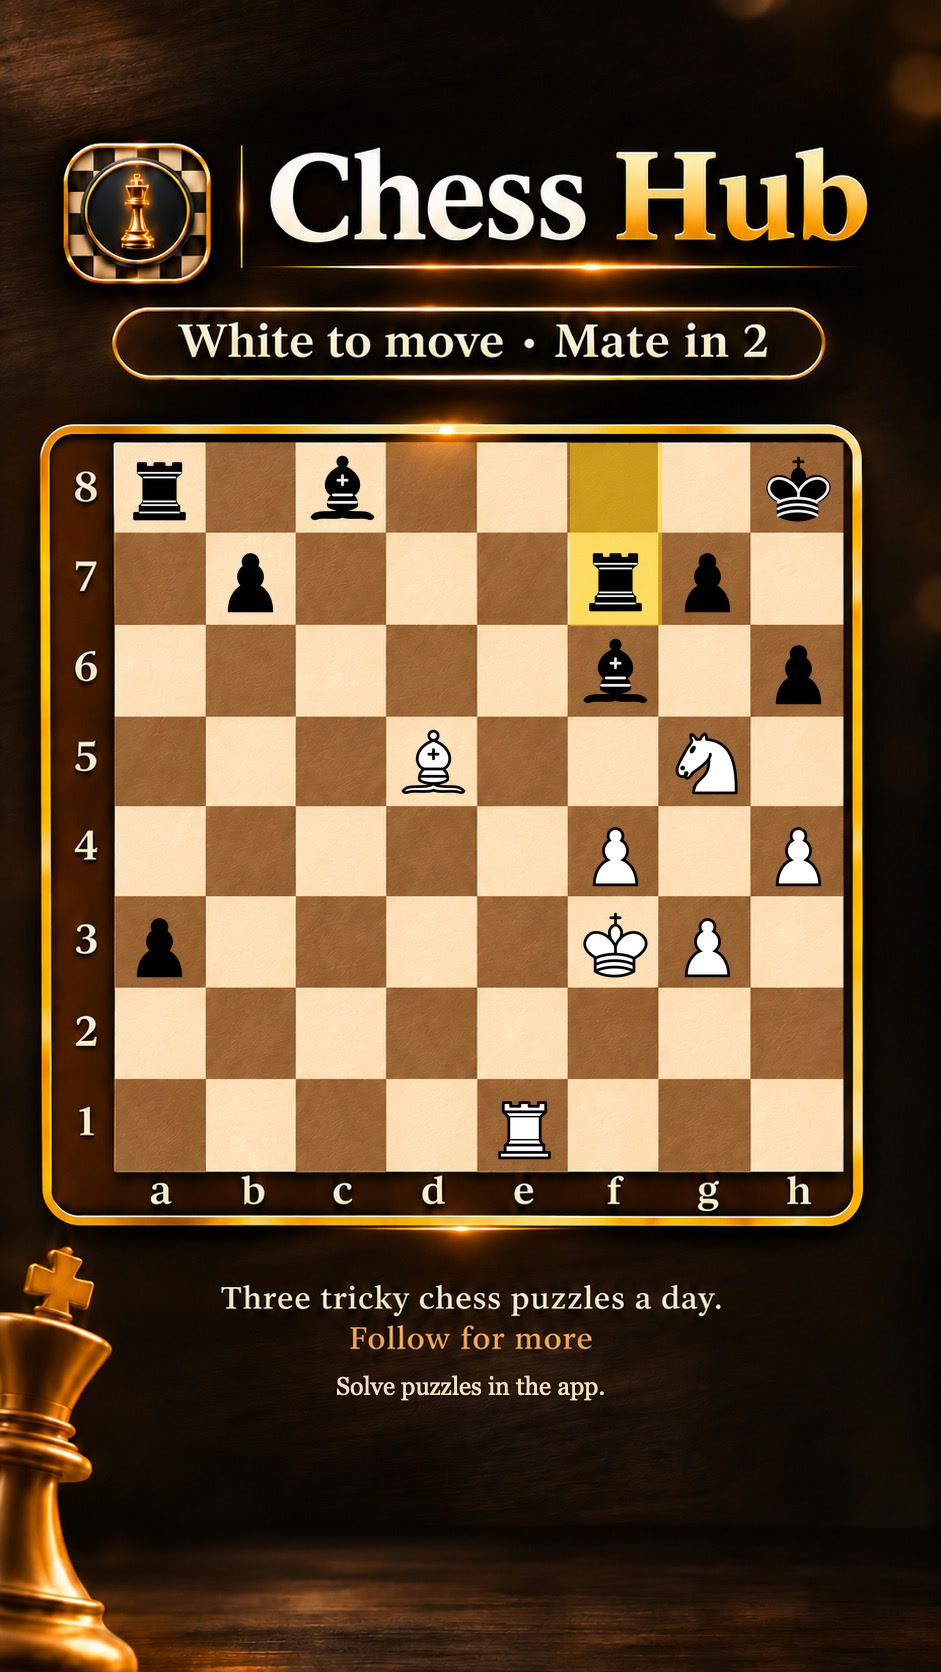 Chess Hub
White to move • Mate in 2
8
7
6
5
4
3
2
1
a b c d e f g h
Three tricky chess puzzles a day.
Follow for more
Solve puzzles in the app.